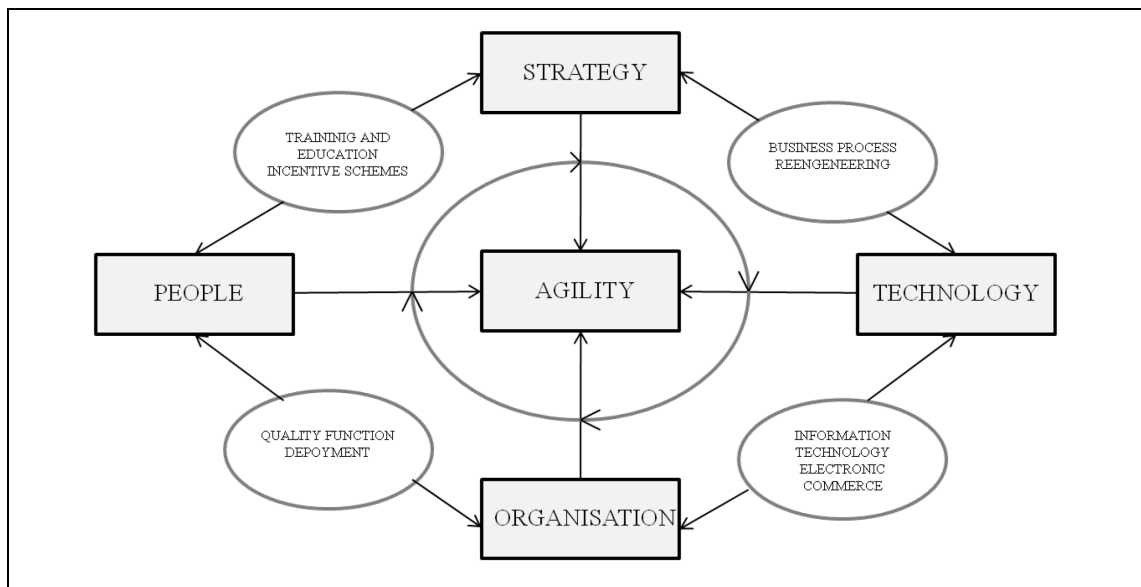 STRATEGY
TRAINING AND
EDUCATION
INCENTIVE SCHEMES
BUSINESS PROCESS
REENGENEERING
PEOPLE
AGILITY
TECHNOLOGY
QUALITY FUNCTION
DEPOYMENT
INFORMATION
TECHNOLOGY
ELECTRONIC
COMMERCE
ORGANISATION